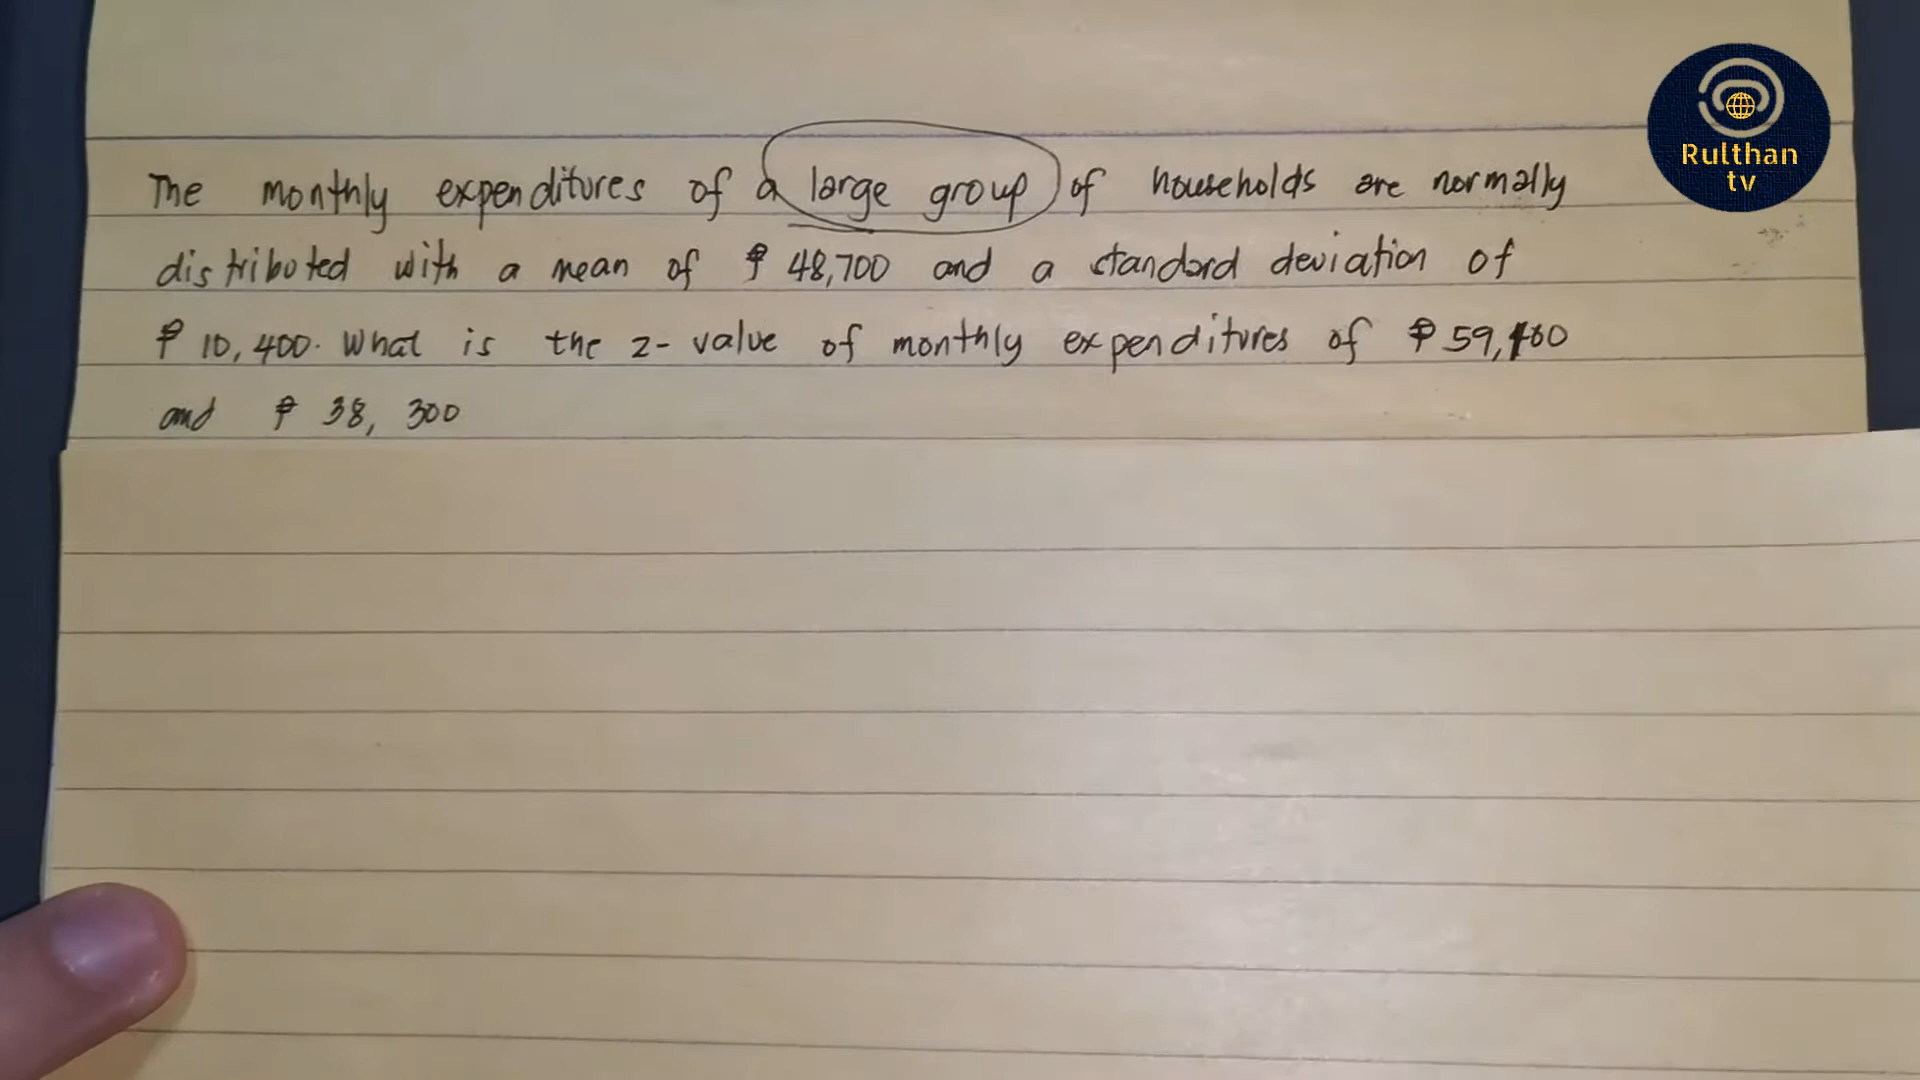 The monthly expenditures of a large group of households are normally
distributed with a mean of ₱ 48,700 and a standard deviation of
₱ 10,400. What is the z-value of monthly expenditures of ₱ 59,100
and ₱ 38, 300
Rulthan
tv